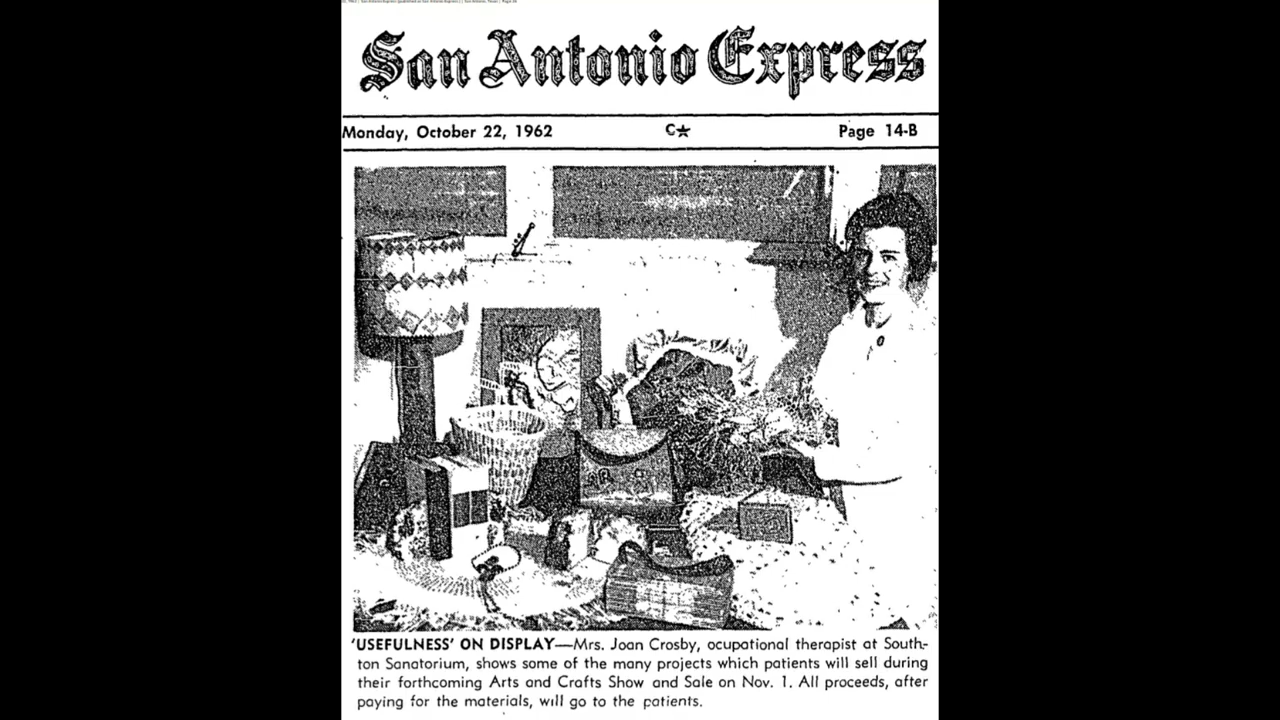 San Antonio Express
Monday, October 22, 1962 C★ Page 14-B
'USEFULNESS' ON DISPLAY—Mrs. Joan Crosby, ocupational therapist at South-
ton Sanatorium, shows some of the many projects which patients will sell during
their forthcoming Arts and Crafts Show and Sale on Nov. 1. All proceeds, after
paying for the materials, will go to the patients.